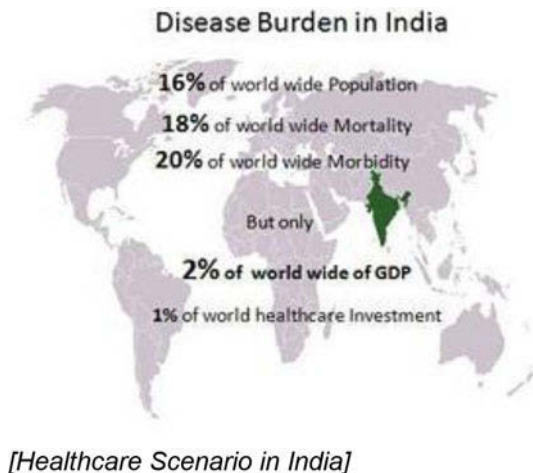 Disease Burden in India
16% of world wide Population
18% of world wide Mortality
20% of world wide Morbidity
But only
2% of world wide of GDP
1% of world healthcare Investment
[Healthcare Scenario in India]